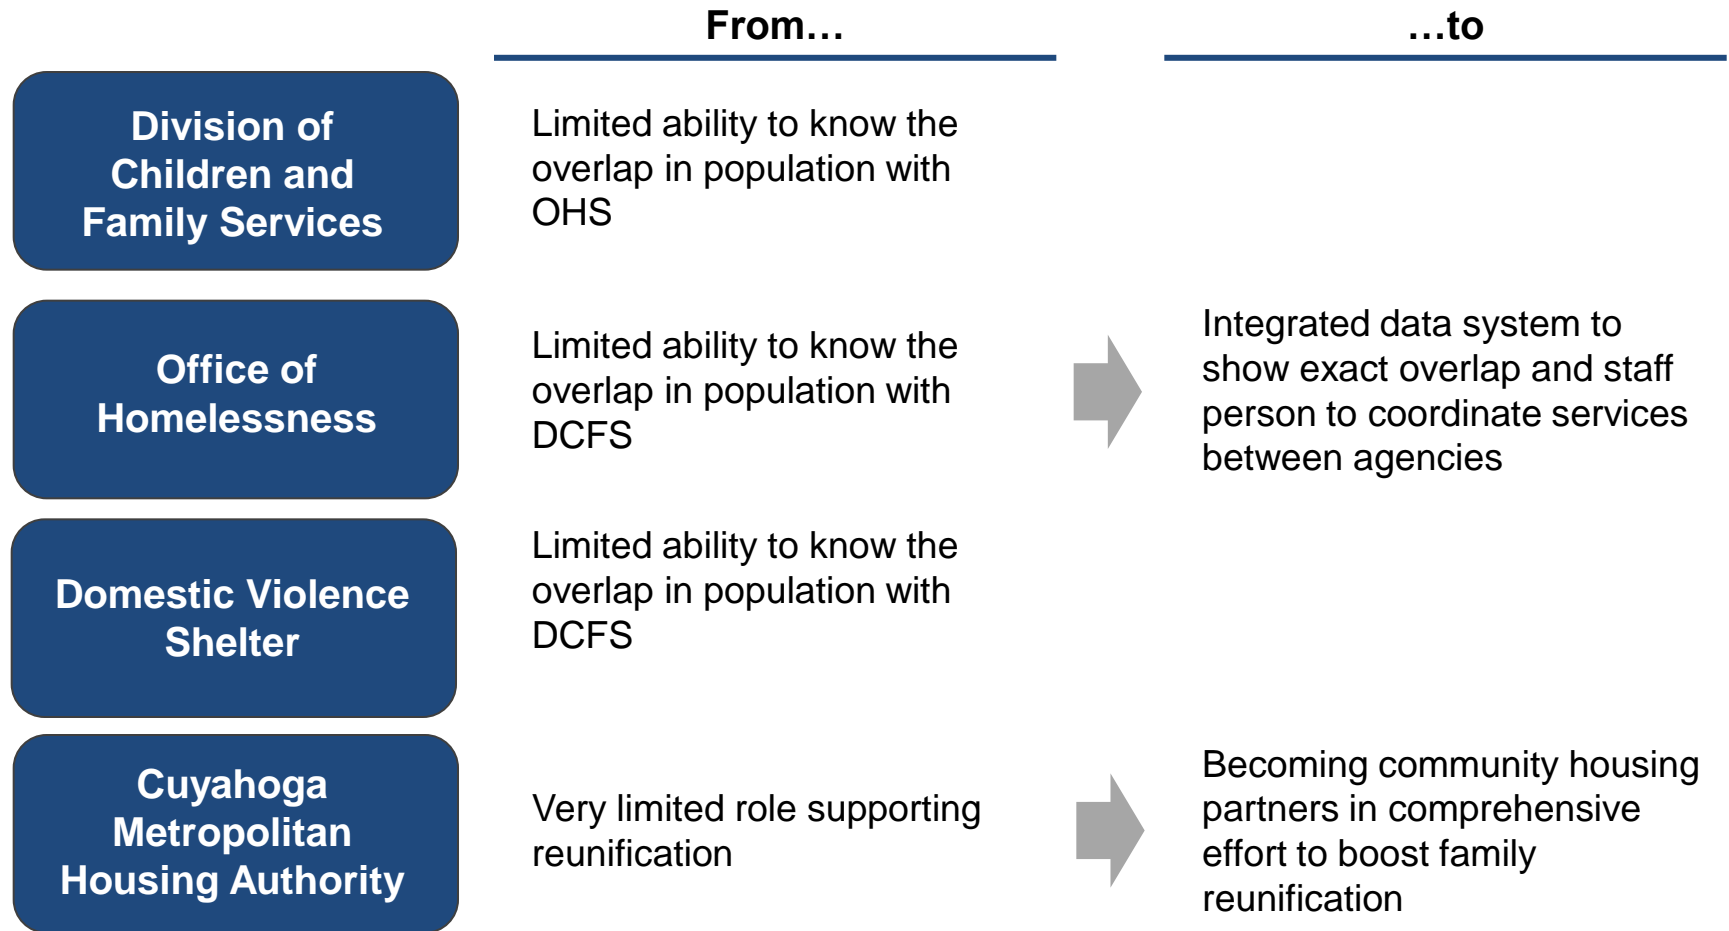 From…
…to
Division of
Children and
Family Services
Limited ability to know the
overlap in population with
OHS
Office of
Homelessness
Limited ability to know the
overlap in population with
DCFS
Integrated data system to
show exact overlap and staff
person to coordinate services
between agencies
Domestic Violence
Shelter
Limited ability to know the
overlap in population with
DCFS
Cuyahoga
Metropolitan
Housing Authority
Very limited role supporting
reunification
Becoming community housing
partners in comprehensive
effort to boost family
reunification